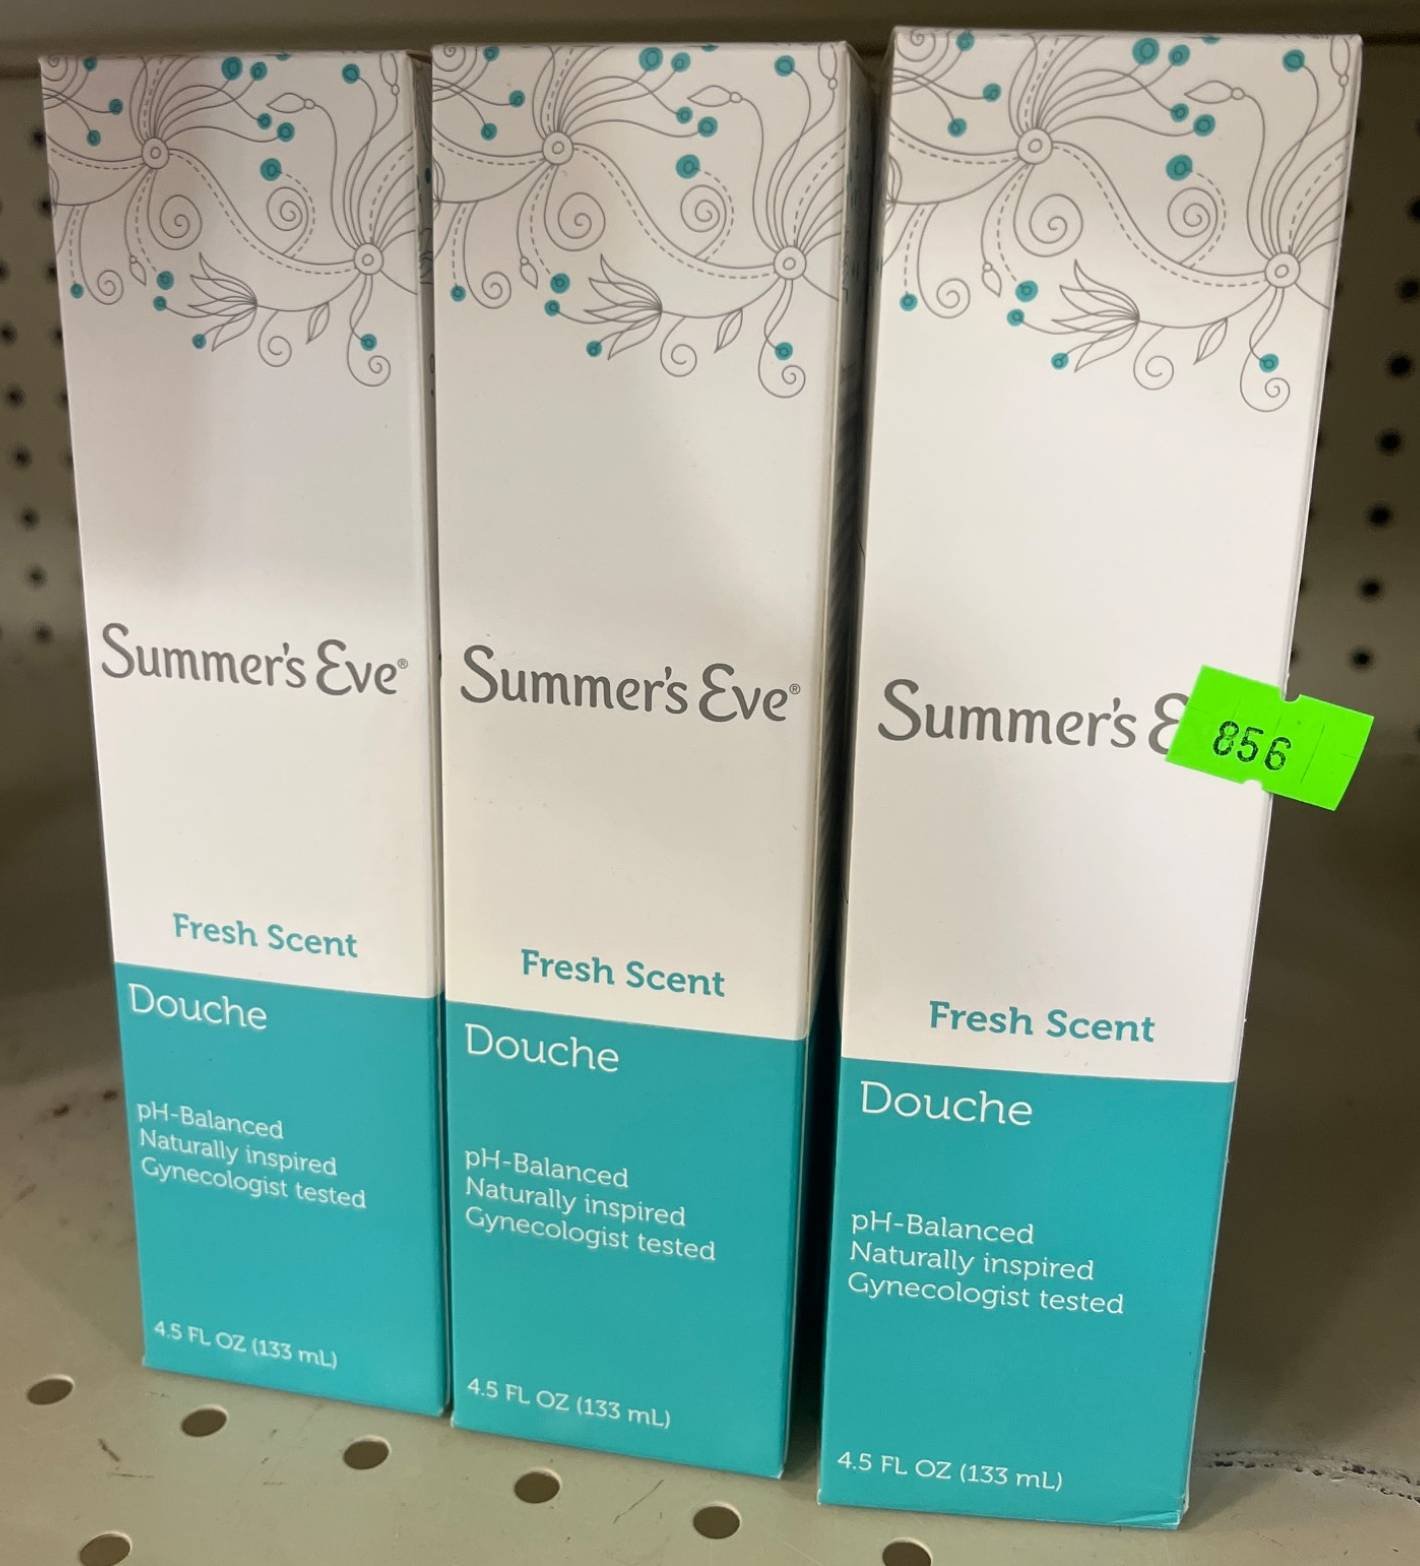 Summer's Eve®
Fresh Scent
Douche
pH-Balanced
Naturally inspired
Gynecologist tested
4.5 FL OZ (133 mL)
Summer's Eve®
Fresh Scent
Douche
pH-Balanced
Naturally inspired
Gynecologist tested
4.5 FL OZ (133 mL)
Summer's E
856
Fresh Scent
Douche
pH-Balanced
Naturally inspired
Gynecologist tested
4.5 FL OZ (133 mL)